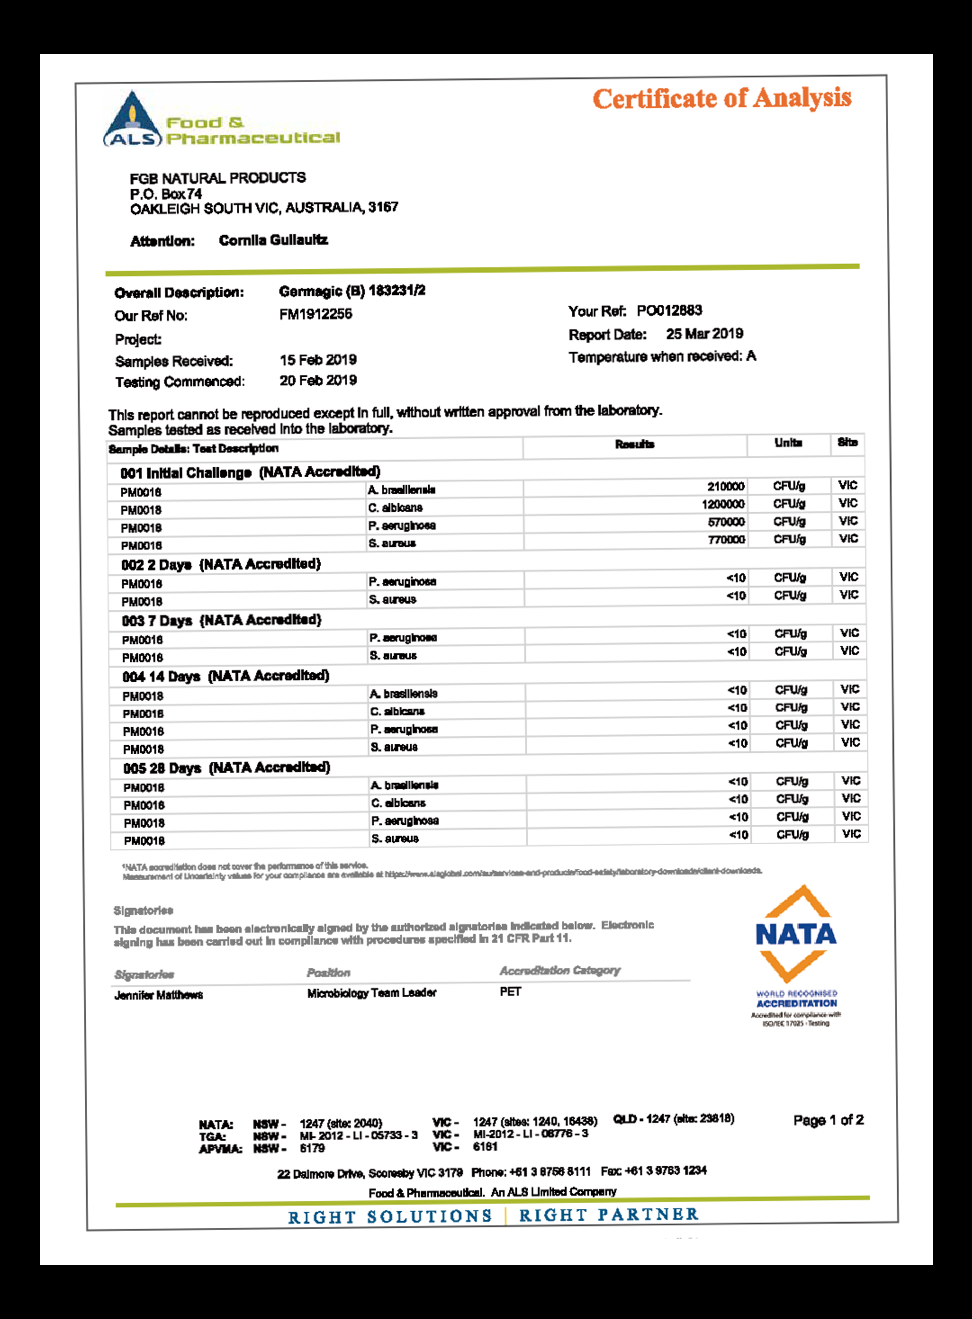 Certificate of Analysis
ALS Food &
Pharmaceutical
FGB NATURAL PRODUCTS
P.O. Box 74
OAKLEIGH SOUTH VIC, AUSTRALIA, 3167
Attention: Cornlia Gullaultz
Overall Description: Germagic (B) 183231/2
Our Ref No: FM1912256
Your Ref: PO012883
Project:
Report Date: 25 Mar 2019
Samples Received: 15 Feb 2019
Temperature when received: A
Testing Commenced: 20 Feb 2019
This report cannot be reproduced except in full, without written approval from the laboratory.
Samples tested as received into the laboratory.
Sample Details: Test Description Results Units Site
001 Initial Challenge (NATA Accredited)
PM0018 A. brasiliensis 210000 CFU/g VIC
PM0018 C. albicans 1200000 CFU/g VIC
PM0018 P. aeruginosa 570000 CFU/g VIC
PM0018 S. aureus 770000 CFU/g VIC
002 2 Days (NATA Accredited)
PM0018 P. aeruginosa <10 CFU/g VIC
PM0018 S. aureus <10 CFU/g VIC
003 7 Days (NATA Accredited)
PM0018 P. aeruginosa <10 CFU/g VIC
PM0018 S. aureus <10 CFU/g VIC
004 14 Days (NATA Accredited)
PM0018 A. brasiliensis <10 CFU/g VIC
PM0018 C. albicans <10 CFU/g VIC
PM0018 P. aeruginosa <10 CFU/g VIC
PM0018 S. aureus <10 CFU/g VIC
005 28 Days (NATA Accredited)
PM0018 A. brasiliensis <10 CFU/g VIC
PM0018 C. albicans <10 CFU/g VIC
PM0018 P. aeruginosa <10 CFU/g VIC
PM0018 S. aureus <10 CFU/g VIC
*NATA accreditation does not cover the performance of this service.
Measurement of Uncertainty values for your compliance are available at https://www.alsglobal.com/au/services-and-products/food-safety/laboratory-downloads/client-downloads.
Signatories
This document has been electronically signed by the authorized signatories indicated below. Electronic
signing has been carried out in compliance with procedures specified in 21 CFR Part 11.
Signatories Position Accreditation Category
Jennifer Matthews Microbiology Team Leader PET
NATA
WORLD RECOGNISED
ACCREDITATION
Accredited for compliance with
ISO/IEC 17025 - Testing
NATA: NSW - 1247 (site: 2040) VIC - 1247 (sites: 1240, 16438) QLD - 1247 (site: 23818)
TGA: NSW - MI- 2012 - LI - 05733 - 3 VIC - MI-2012 - LI - 08776 - 3
APVMA: NSW - 6179 VIC - 6161
Page 1 of 2
22 Dalmore Drive, Scoresby VIC 3179 Phone: +61 3 8756 8111 Fax: +61 3 9763 1234
Food & Pharmaceutical. An ALS Limited Company
RIGHT SOLUTIONS | RIGHT PARTNER